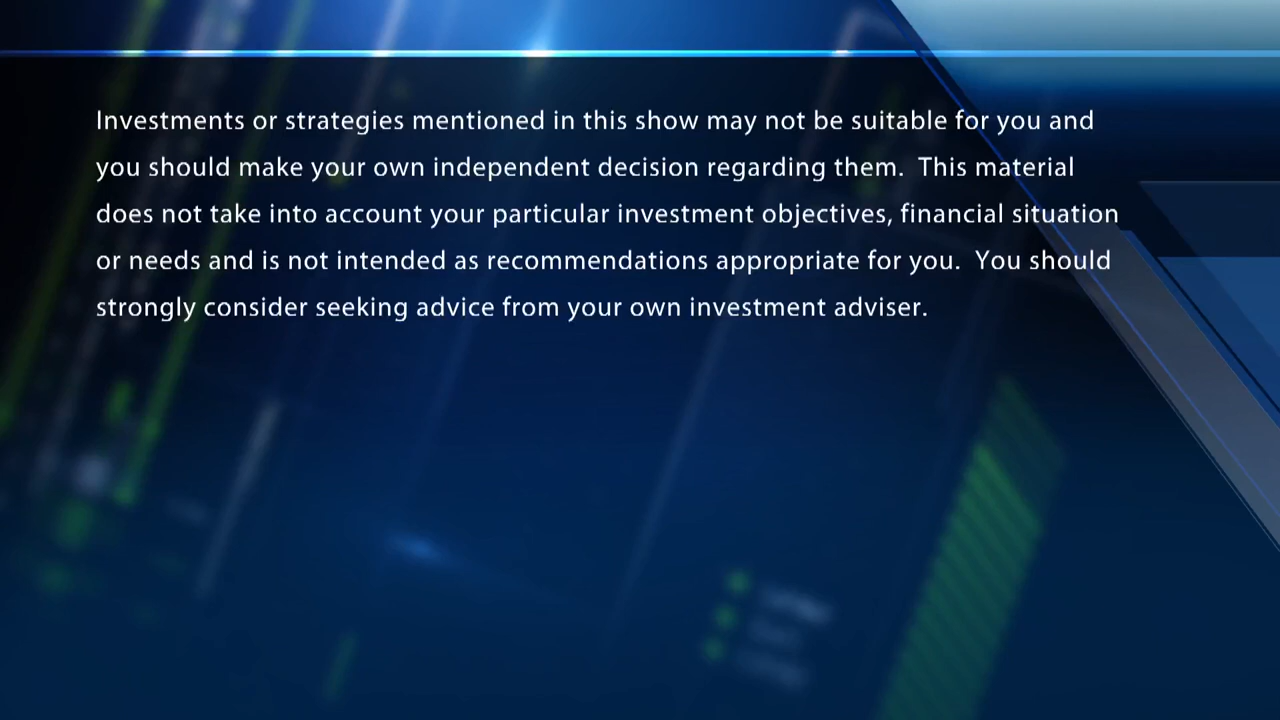 Investments or strategies mentioned in this show may not be suitable for you and
you should make your own independent decision regarding them.  This material
does not take into account your particular investment objectives, financial situation
or needs and is not intended as recommendations appropriate for you.  You should
strongly consider seeking advice from your own investment adviser.